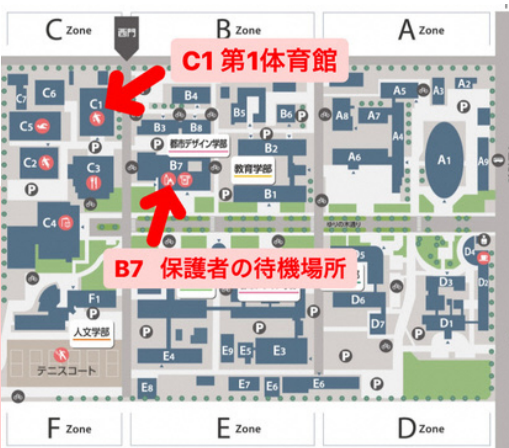 C Zone
西門
B Zone
A Zone
C1 第1体育館
C7
C6
C1
C5
C2
C3
C4
P
B4
B3
B8
B5
B6
都市デザイン学部
B7
B2
教育学部
B1
A8
A7
A5
A3
A2
A4
A6
A1
A9
B7 保護者の待機場所
F1
人文学部
テニスコート
E4
E9
E5
E3
E8
E7
E6
E6
D6
D7
D3
D1
D2
D4
F Zone
E Zone
D Zone